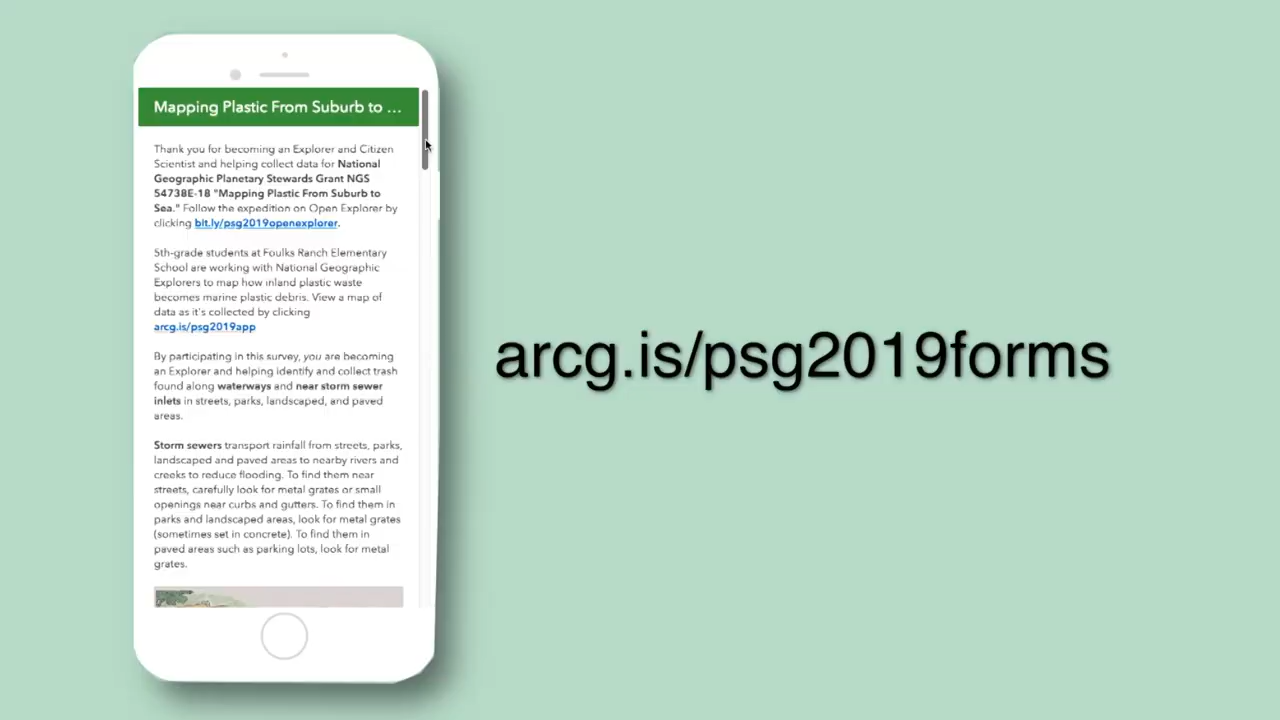 Mapping Plastic From Suburb to ...
Thank you for becoming an Explorer and Citizen
Scientist and helping collect data for National
Geographic Planetary Stewards Grant NGS
54738E-18 "Mapping Plastic From Suburb to
Sea." Follow the expedition on Open Explorer by
clicking bit.ly/psg2019openexplorer.
5th-grade students at Foulks Ranch Elementary
School are working with National Geographic
Explorers to map how inland plastic waste
becomes marine plastic debris. View a map of
data as it's collected by clicking
arcg.is/psg2019app
By participating in this survey, you are becoming
an Explorer and helping identify and collect trash
found along waterways and near storm sewer
inlets in streets, parks, landscaped, and paved
areas.
Storm sewers transport rainfall from streets, parks,
landscaped and paved areas to nearby rivers and
creeks to reduce flooding. To find them near
streets, carefully look for metal grates or small
openings near curbs and gutters. To find them in
parks and landscaped areas, look for metal grates
(sometimes set in concrete). To find them in
paved areas such as parking lots, look for metal
grates.
arcg.is/psg2019forms